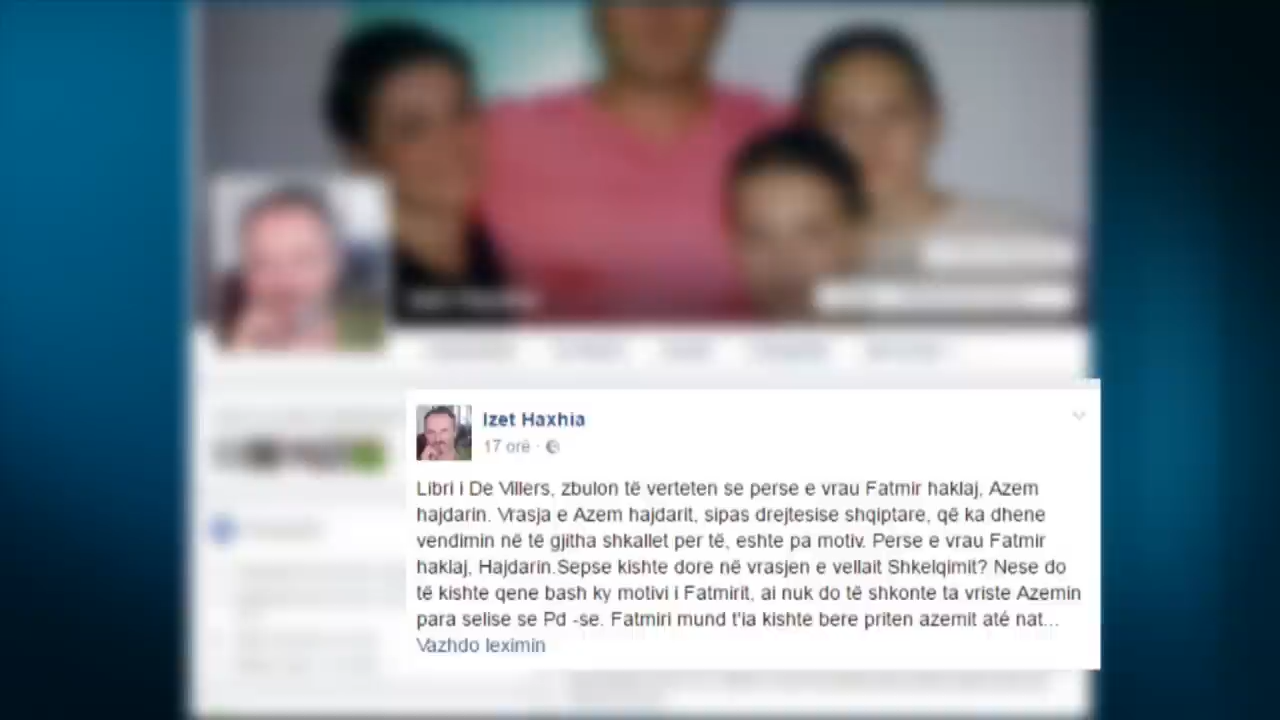 Izet Haxhia
17 orë ·
Libri i De Villers, zbulon të verteten se perse e vrau Fatmir haklaj, Azem
hajdarin. Vrasja e Azem hajdarit, sipas drejtesise shqiptare, që ka dhene
vendimin në të gjitha shkallet per të, eshte pa motiv. Perse e vrau Fatmir
haklaj, Hajdarin.Sepse kishte dore në vrasjen e vellait Shkelqimit? Nese do
të kishte qene bash ky motivi i Fatmirit, ai nuk do të shkonte ta vriste Azemin
para selise se Pd -se. Fatmiri mund t'ia kishte bere priten azemit até nat...
Vazhdo leximin